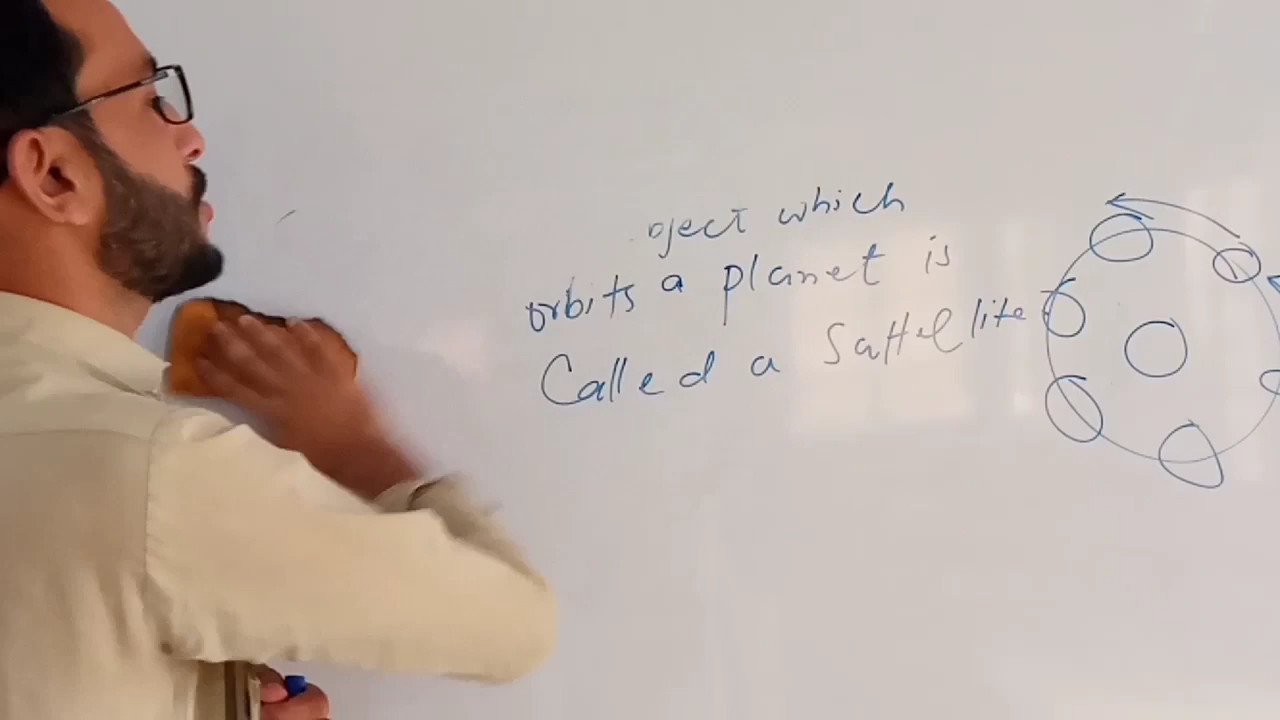 oject which
orbits a planet is
Called a Sattellite